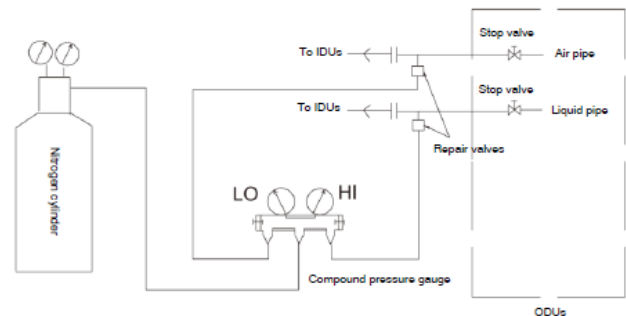 Stop valve
To IDUs
Air pipe
Stop valve
To IDUs
Liquid pipe
Repair valves
Nitrogen cylinder
LO
HI
Compound pressure gauge
ODUs